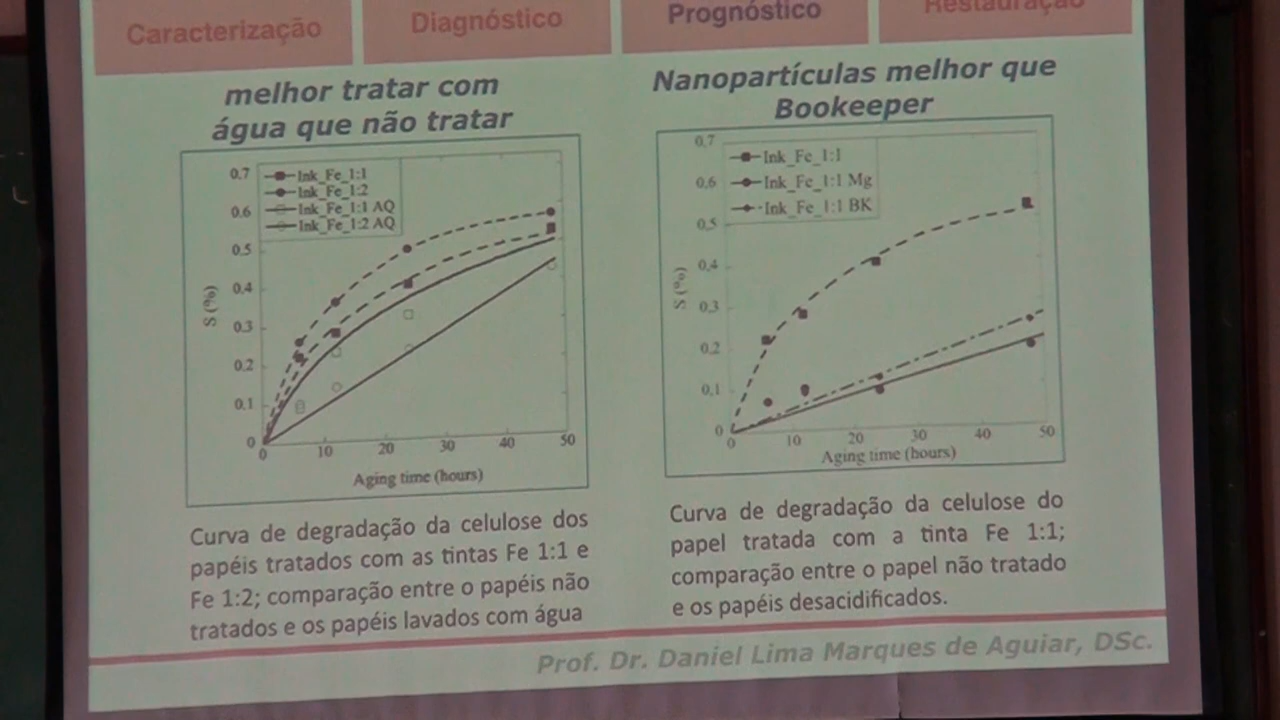 Caracterização
Diagnóstico
Prognóstico
Restauração
melhor tratar com
água que não tratar
0.7
0.6
0.5
0.4
0.3
0.2
0.1
0
S (%)
Ink_Fe_1:1
Ink_Fe_1:2
Ink_Fe_1:1 AQ
Ink_Fe_1:2 AQ
0 10 20 30 40 50
Aging time (hours)
Curva de degradação da celulose dos
papéis tratados com as tintas Fe 1:1 e
Fe 1:2; comparação entre o papéis não
tratados e os papéis lavados com água
Nanopartículas melhor que
Bookeeper
0,7
0,6
0,5
0,4
0,3
0,2
0,1
0
S (%)
Ink_Fe_1:1
Ink_Fe_1:1 Mg
Ink_Fe_1:1 BK
0 10 20 30 40 50
Aging time (hours)
Curva de degradação da celulose do
papel tratada com a tinta Fe 1:1;
comparação entre o papel não tratado
e os papéis desacidificados.
Prof. Dr. Daniel Lima Marques de Aguiar, DSc.